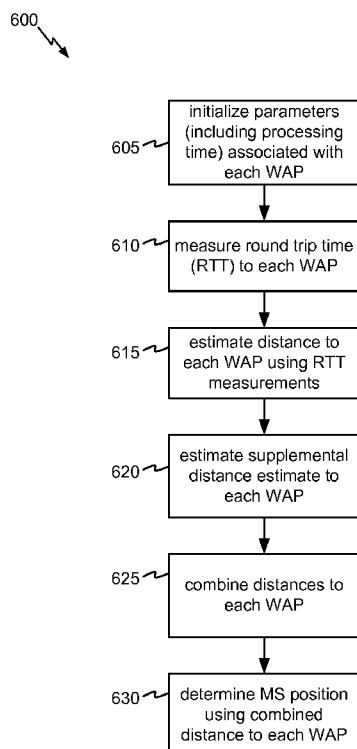 600
605
initialize parameters
(including processing
time) associated with
each WAP
610
measure round trip time
(RTT) to each WAP
615
estimate distance to
each WAP using RTT
measurements
620
estimate supplemental
distance estimate to
each WAP
625
combine distances to
each WAP
630
determine MS position
using combined
distance to each WAP